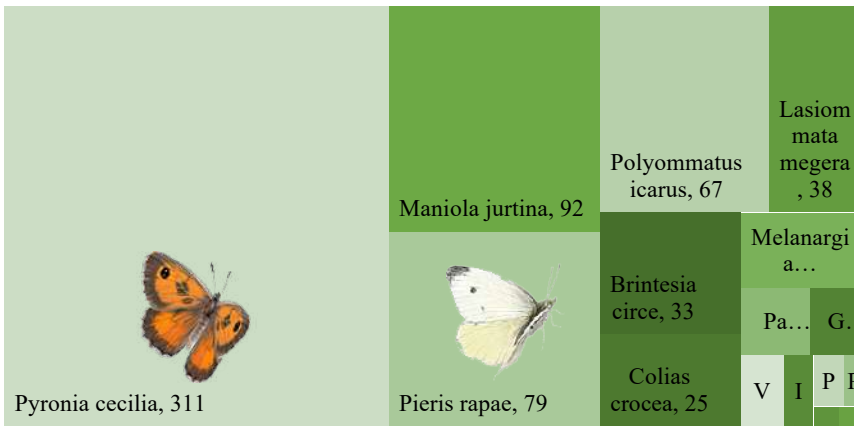 Pyronia cecilia, 311
Maniola jurtina, 92
Pieris rapae, 79
Polyommatus
icarus, 67
Lasiom
mata
megera
, 38
Brintesia
circe, 33
Colias
crocea, 25
Melanargi
a…
Pa…
G.
V
I
P